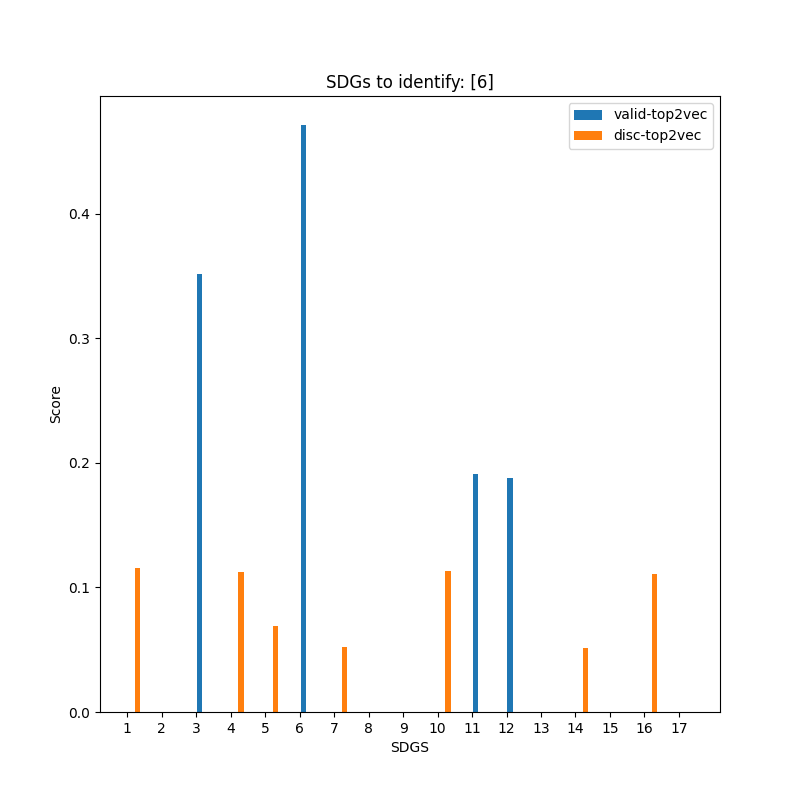 SDGs to identify: [6]
valid-top2vec
disc-top2vec
Score
0.4
0.3
0.2
0.1
0.0
1 2 3 4 5 6 7 8 9 10 11 12 13 14 15 16 17
SDGS